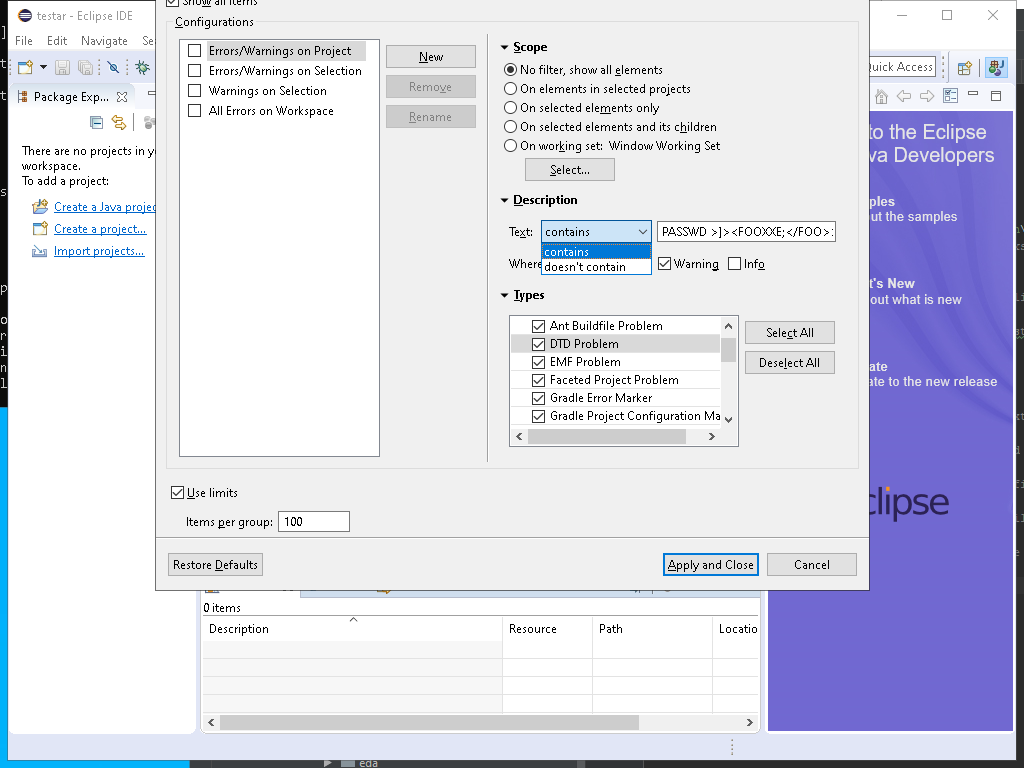 testar - Eclipse IDE
Show all items
File Edit Navigate Se
Configurations
Errors/Warnings on Project
Errors/Warnings on Selection
Warnings on Selection
All Errors on Workspace
New
Remove
Rename
Scope
No filter, show all elements
On elements in selected projects
On selected elements only
On selected elements and its children
On working set: Window Working Set
Select...
Description
Text: contains PASSWD >]><FOOXXE;</FOO>:
contains
doesn't contain
Where
Warning Info
Types
Ant Buildfile Problem
DTD Problem
EMF Problem
Faceted Project Problem
Gradle Error Marker
Gradle Project Configuration Ma
Select All
Deselect All
Use limits
Items per group: 100
Restore Defaults
Apply and Close
Cancel
Package Exp...
There are no projects in y
workspace.
To add a project:
Create a Java projec
Create a project...
Import projects...
Quick Access
to the Eclipse
va Developers
ples
out the samples
t's New
out what is new
ate
ate to the new release
clipse
0 items
Description Resource Path Locatio
eda